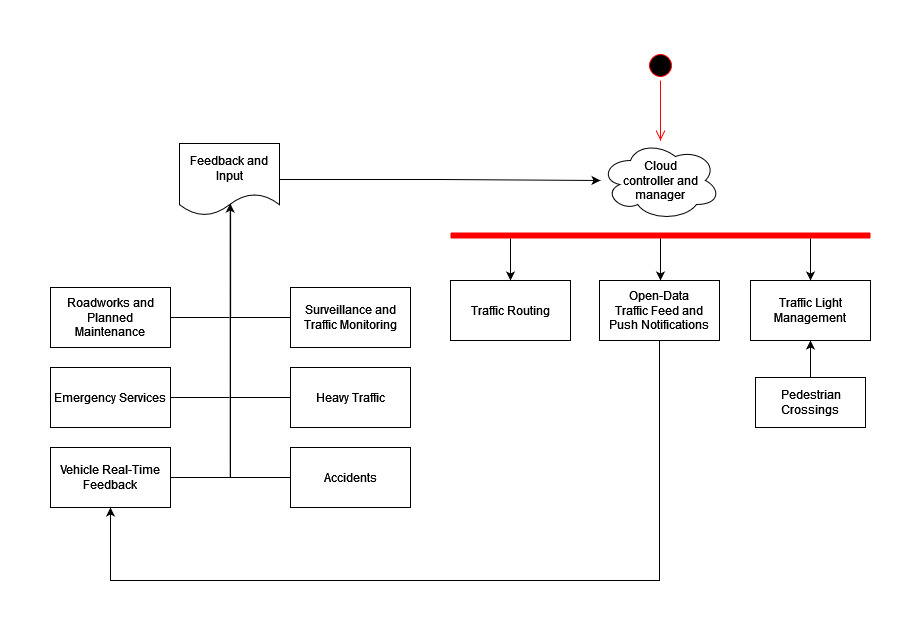 Feedback and
Input
Cloud
controller and
manager
Roadworks and
Planned
Maintenance
Surveillance and
Traffic Monitoring
Traffic Routing
Open-Data
Traffic Feed and
Push Notifications
Traffic Light
Management
Emergency Services
Heavy Traffic
Pedestrian
Crossings
Vehicle Real-Time
Feedback
Accidents